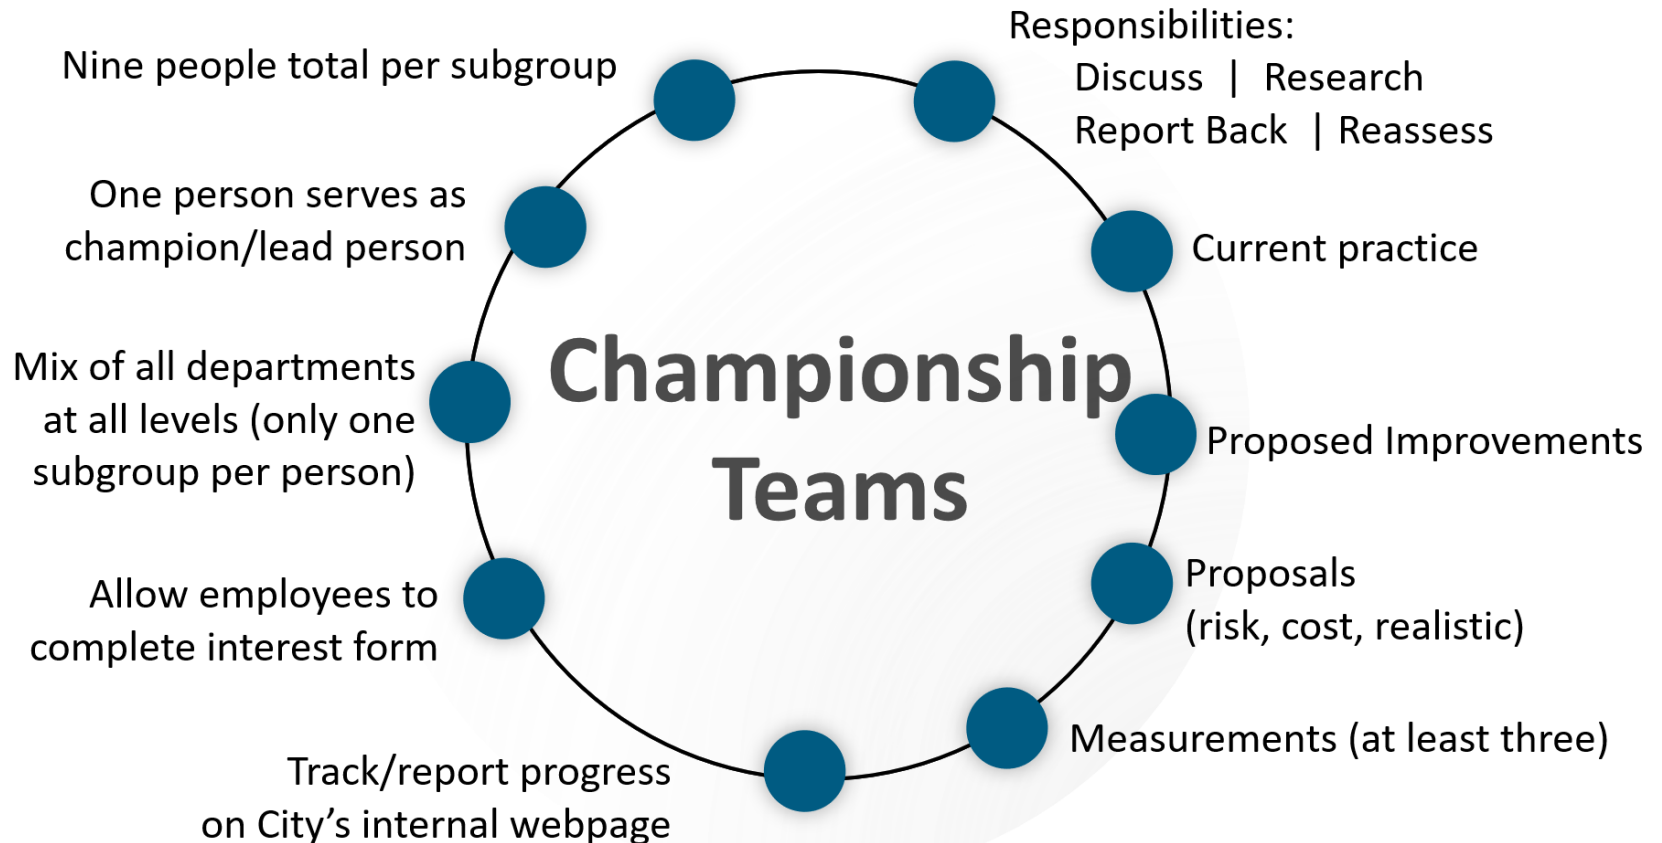 Responsibilities:
Discuss | Research
Report Back | Reassess
Current practice
Proposed Improvements
Proposals
(risk, cost, realistic)
Measurements (at least three)
Track/report progress
on City’s internal webpage
Allow employees to
complete interest form
Mix of all departments
at all levels (only one
subgroup per person)
One person serves as
champion/lead person
Nine people total per subgroup
Championship
Teams